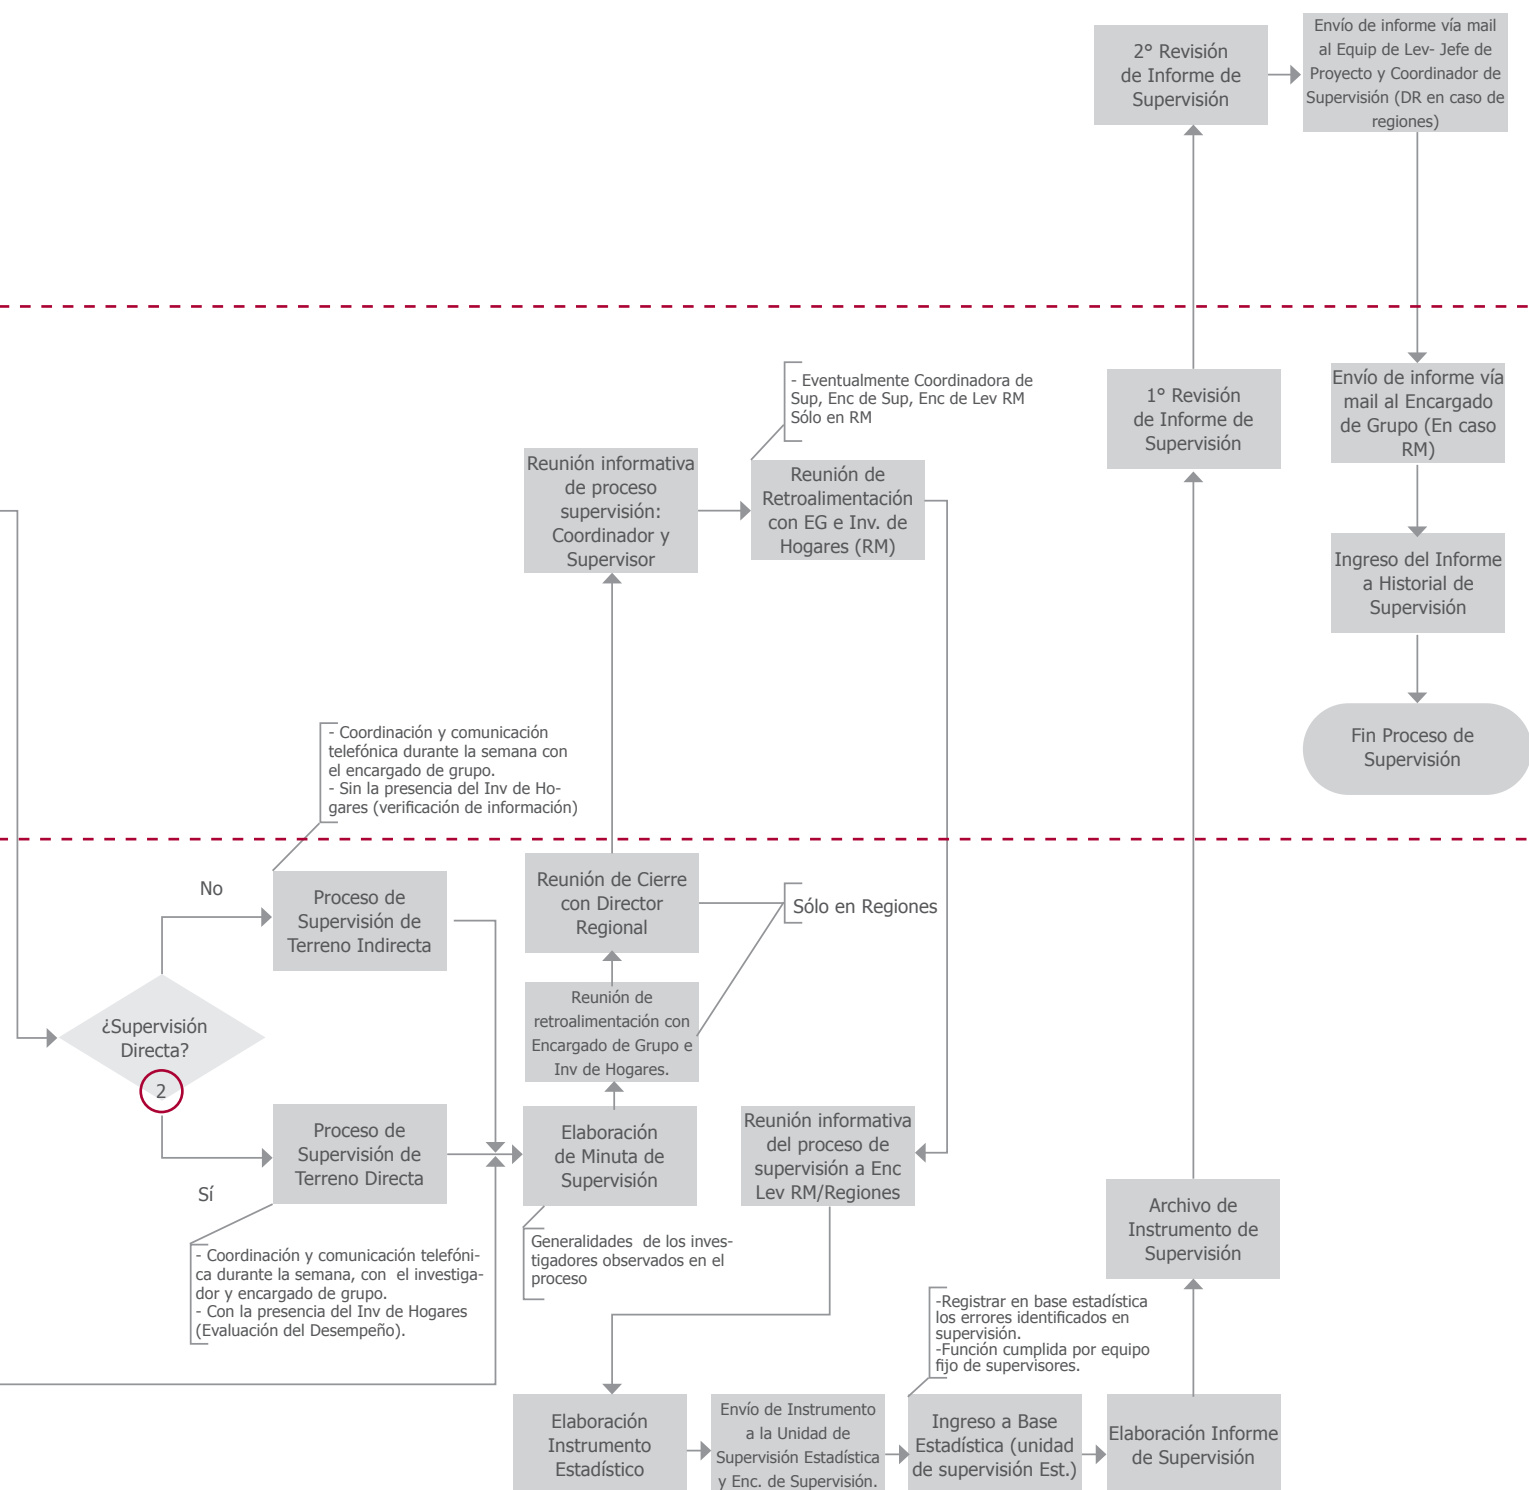 2° Revisión
de Informe de
Supervisión
Envío de informe vía mail
al Equip de Lev- Jefe de
Proyecto y Coordinador de
Supervisión (DR en caso de
regiones)
- Eventualmente Coordinadora de
Sup, Enc de Sup, Enc de Lev RM
Sólo en RM
1° Revisión
de Informe de
Supervisión
Envío de informe vía
mail al Encargado
de Grupo (En caso
RM)
Reunión informativa
de proceso
supervisión:
Coordinador y
Supervisor
Reunión de
Retroalimentación
con EG e Inv. de
Hogares (RM)
Ingreso del Informe
a Historial de
Supervisión
Fin Proceso de
Supervisión
- Coordinación y comunicación
telefónica durante la semana con
el encargado de grupo.
- Sin la presencia del Inv de Ho-
gares (verificación de información)
No
Proceso de
Supervisión de
Terreno Indirecta
Reunión de Cierre
con Director
Regional
Sólo en Regiones
¿Supervisión
Directa?
2
Reunión de
retroalimentación con
Encargado de Grupo e
Inv de Hogares.
Sí
Proceso de
Supervisión de
Terreno Directa
Elaboración
de Minuta de
Supervisión
Reunión informativa
del proceso de
supervisión a Enc
Lev RM/Regiones
- Coordinación y comunicación telefóni-
ca durante la semana, con  el investiga-
dor y encargado de grupo.
- Con la presencia del Inv de Hogares
(Evaluación del Desempeño).
Generalidades  de los inves-
tigadores observados en el
proceso
Archivo de
Instrumento de
Supervisión
-Registrar en base estadística
los errores identificados en
supervisión.
-Función cumplida por equipo
fijo de supervisores.
Elaboración
Instrumento
Estadístico
Envío de Instrumento
a la Unidad de
Supervisión Estadística
y Enc. de Supervisión.
Ingreso a Base
Estadística (unidad
de supervisión Est.)
Elaboración Informe
de Supervisión